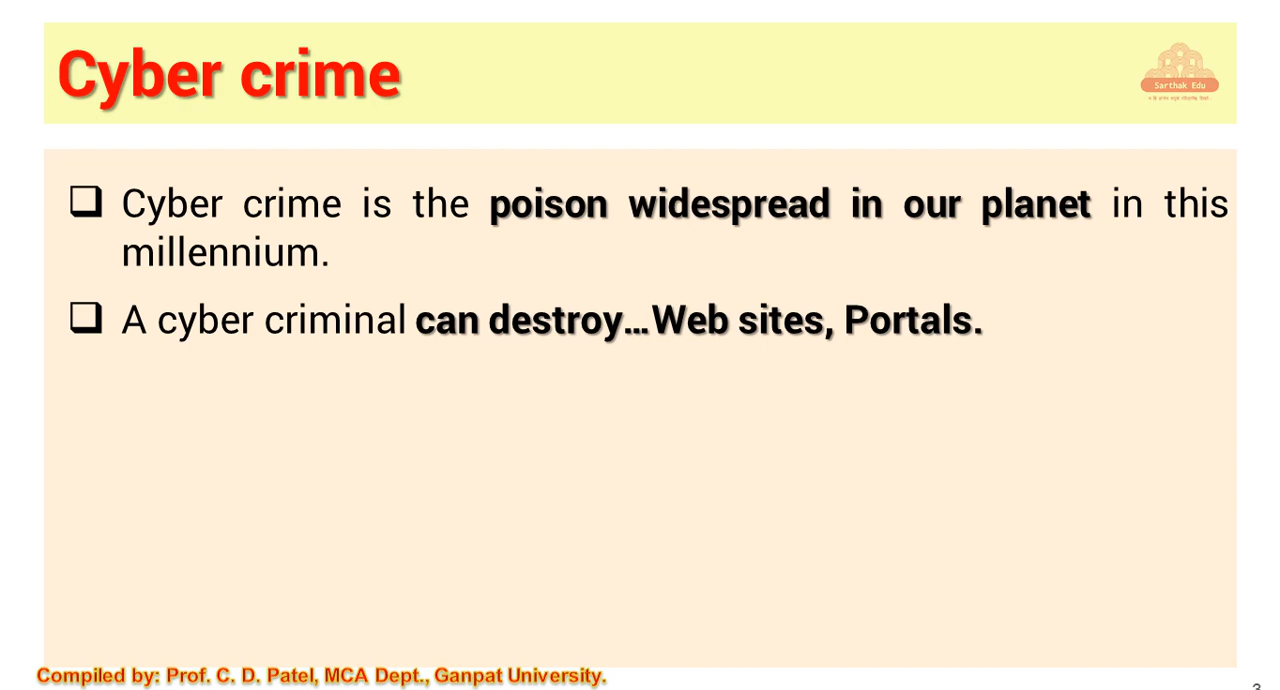 Cyber crime
Sarthak Edu
❑ Cyber crime is the poison widespread in our planet in this
millennium.
❑ A cyber criminal can destroy…Web sites, Portals.
Compiled by: Prof. C. D. Patel, MCA Dept., Ganpat University.
3